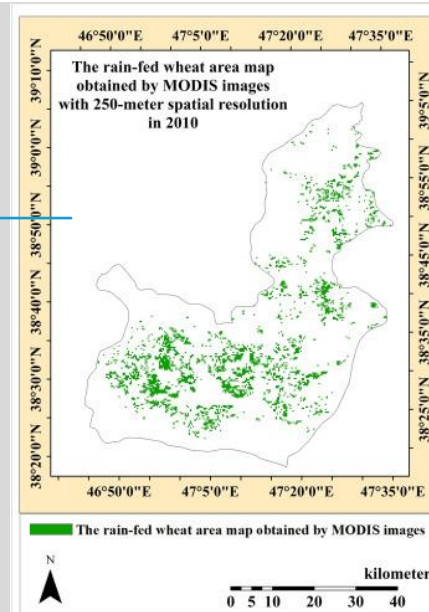 46°50'0"E 47°5'0"E 47°20'0"E 47°35'0"E
The rain-fed wheat area map
obtained by MODIS images
with 250-meter spatial resolution
in 2010
39°10'0"N
39°0'0"N
38°50'0"N
38°40'0"N
38°30'0"N
38°20'0"N
39°5'0"N
38°55'0"N
38°45'0"N
38°35'0"N
38°25'0"N
46°50'0"E 47°5'0"E 47°20'0"E 47°35'0"E
The rain-fed wheat area map obtained by MODIS images
N
kilometer
0 5 10 20 30 40